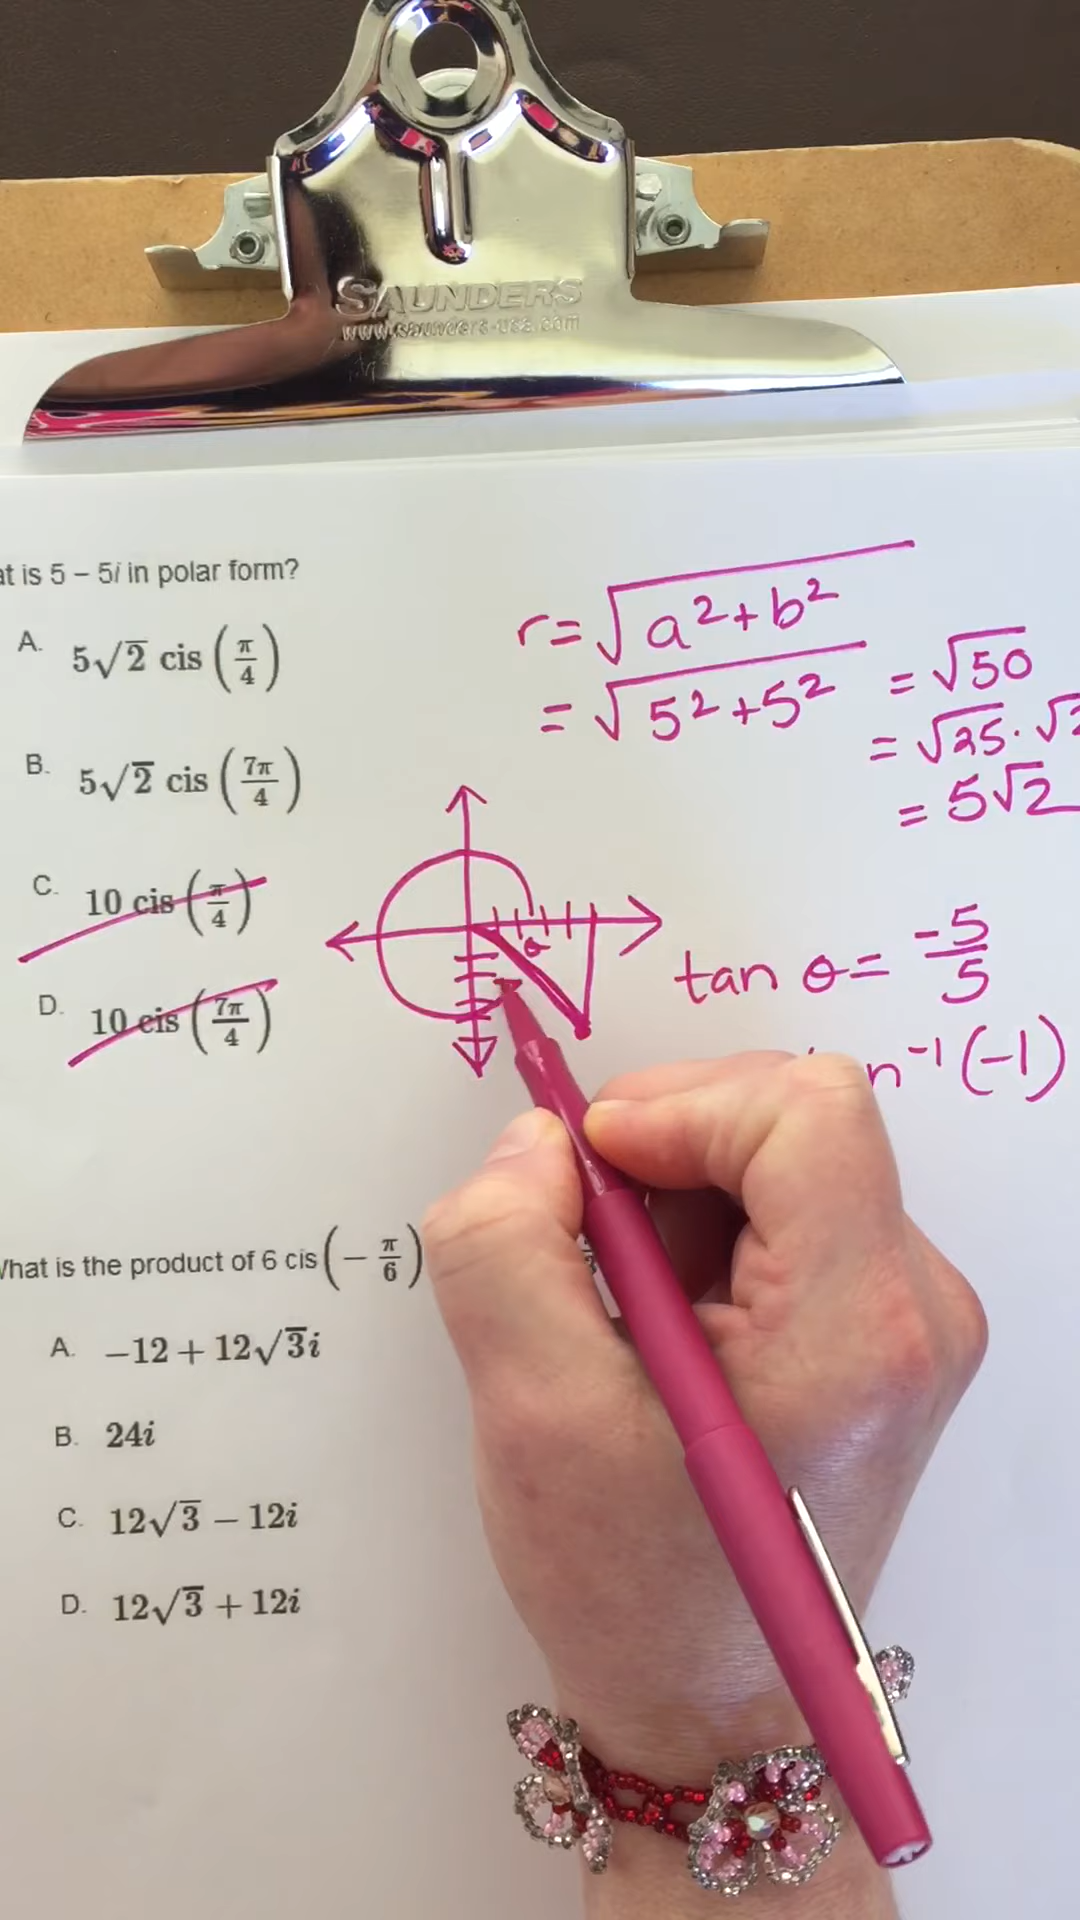 SAUNDERS
www.saunders-usa.com
at is 5 – 5i in polar form?
A. 5√2 cis (π/4)
B. 5√2 cis (7π/4)
C. 10 cis (π/4)
D. 10 cis (7π/4)
r = √a² + b²
= √5² + 5²
= √50
= √25 · √2
= 5√2
θ
tan θ = -5/5
n⁻¹ (-1)
What is the product of 6 cis (− π/6)
A. −12 + 12√3i
B. 24i
C. 12√3 − 12i
D. 12√3 + 12i